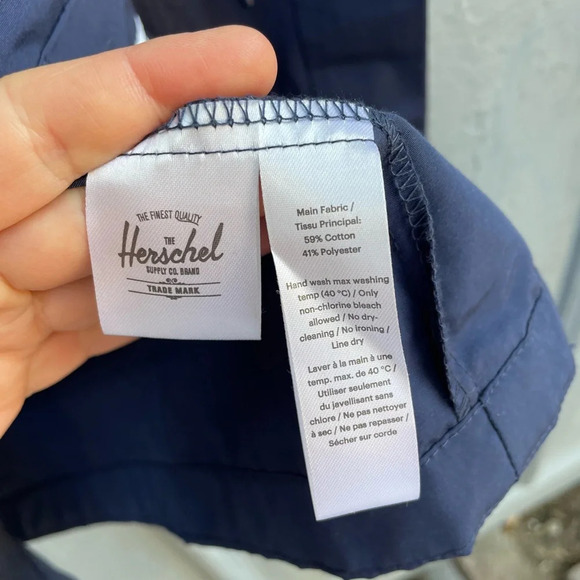 THE FINEST QUALITY
THE
Herschel
SUPPLY CO. BRAND
TRADE MARK
Main Fabric /
Tissu Principal:
59% Cotton
41% Polyester
Hand wash max washing
temp (40 °C) / Only
non-chlorine bleach
allowed / No dry-
cleaning / No Ironing /
Line dry
Laver à la main à une
temp. max. de 40 °C /
Utiliser seulement
du javellisant sans
chlore / Ne pas nettoyer
à sec / Ne pas repasser /
Sécher sur corde